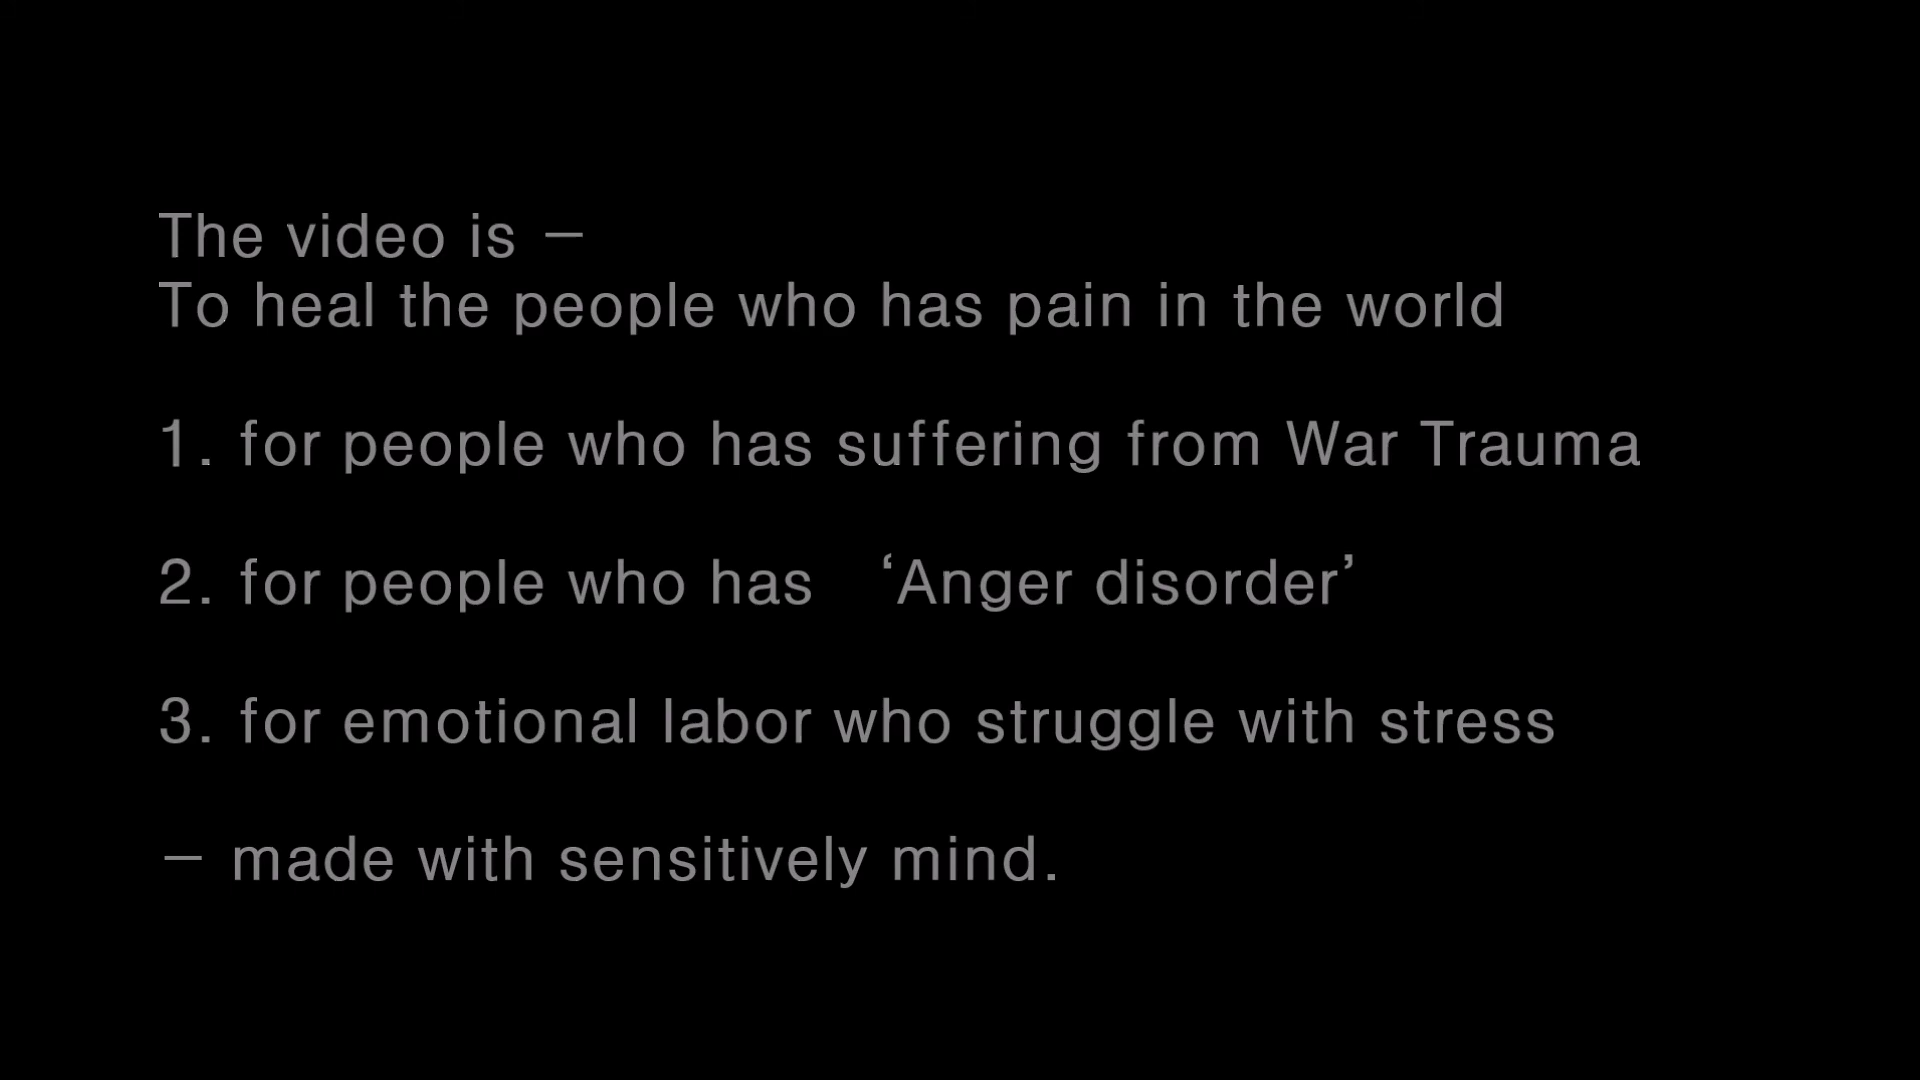 The video is –
To heal the people who has pain in the world
1. for people who has suffering from War Trauma
2. for people who has ‘Anger disorder’
3. for emotional labor who struggle with stress
– made with sensitively mind.